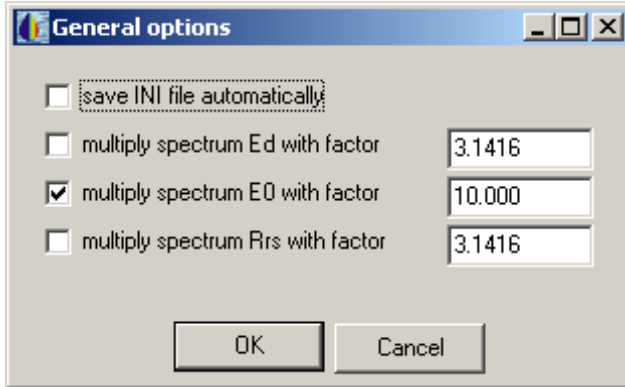 General options
save INI file automatically
multiply spectrum Ed with factor 3.1416
multiply spectrum E0 with factor 10.000
multiply spectrum Rrs with factor 3.1416
OK Cancel